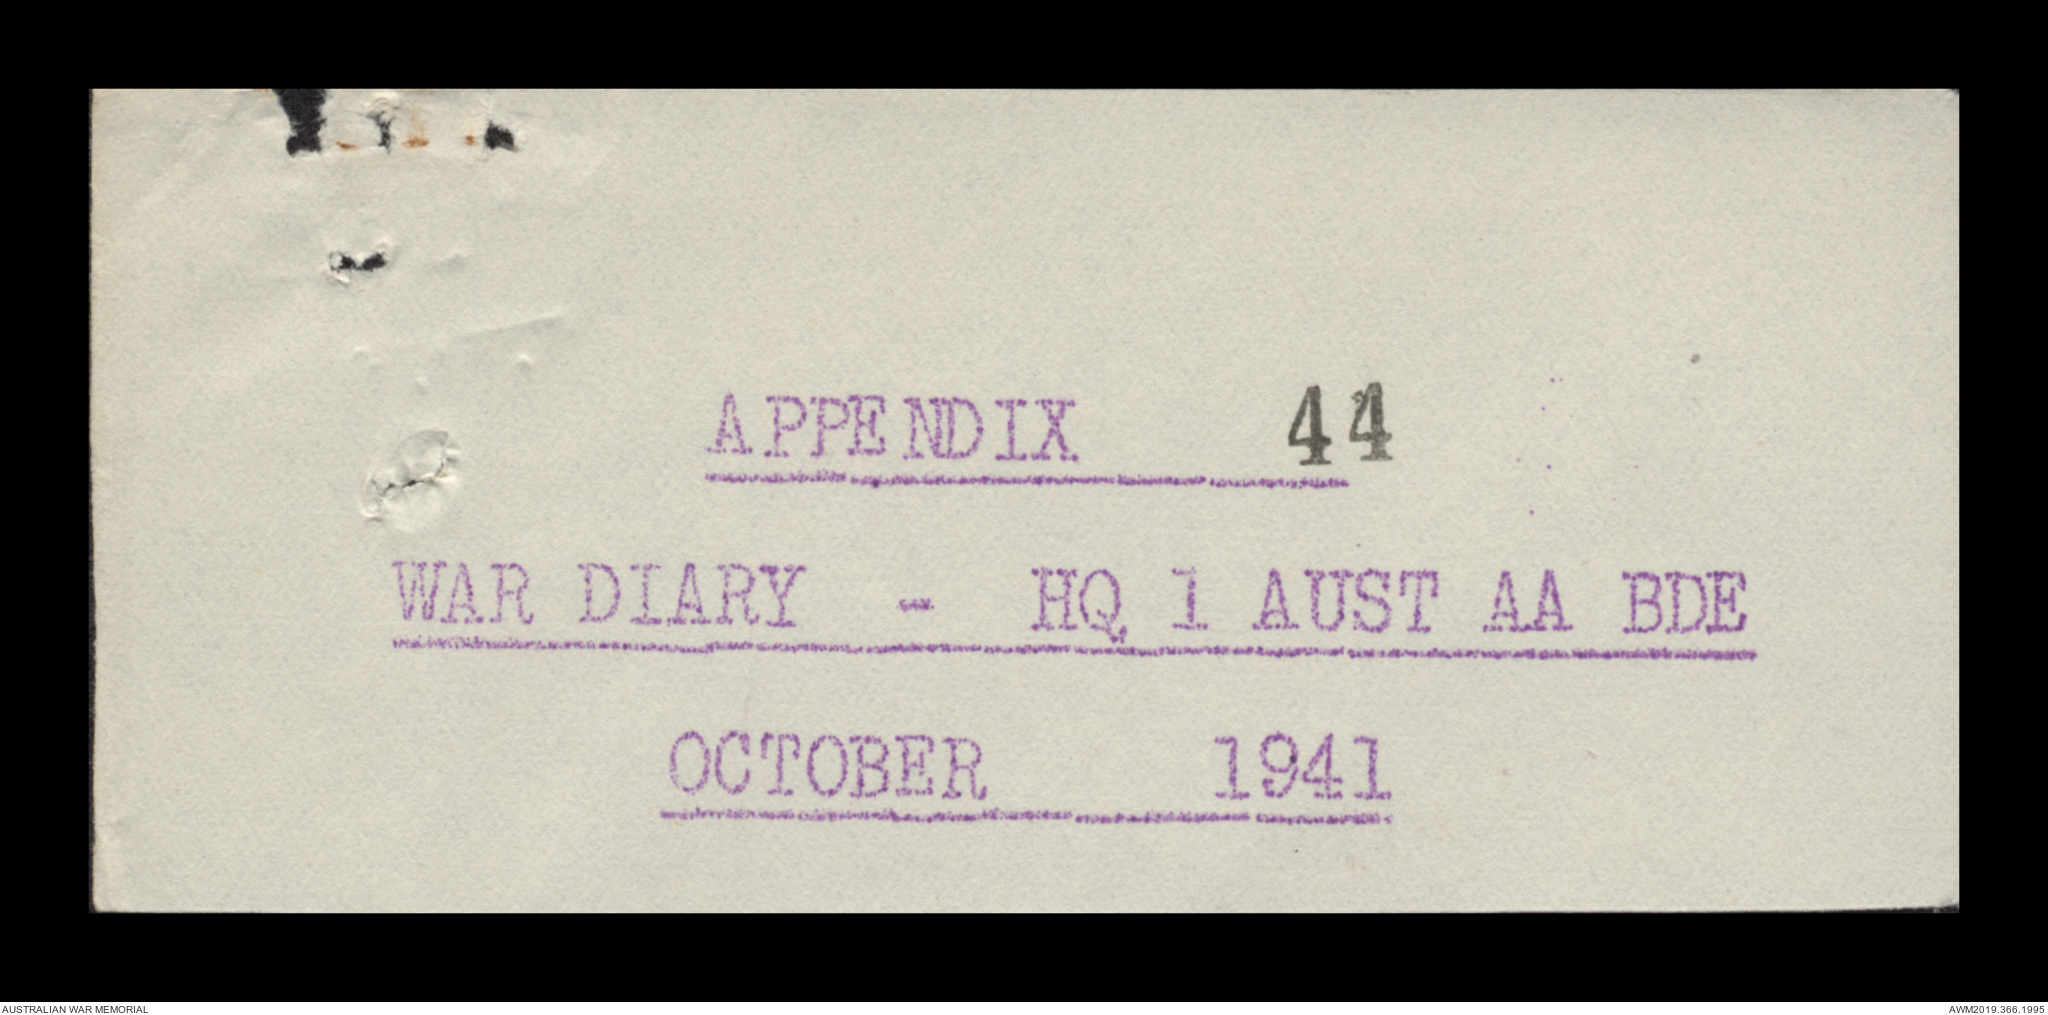 APPENDIX 44
WAR DIARY - HQ 1 AUST AA BDE
OCTOBER 1941
AUSTRALIAN WAR MEMORIAL
AWM2019.366.1995